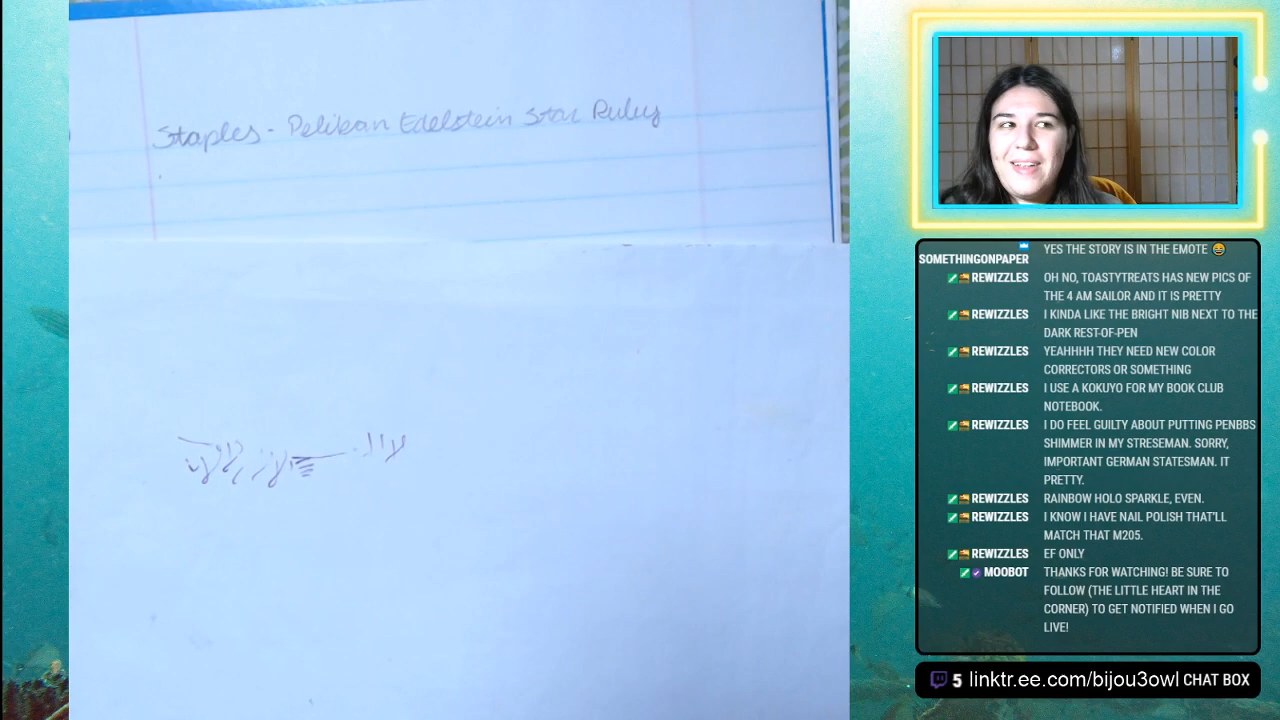 Staples - Pelikan Edelstein Star Ruby
SOMETHINGONPAPER YES THE STORY IS IN THE EMOTE 😄
REWIZZLES OH NO, TOASTYTREATS HAS NEW PICS OF
THE 4 AM SAILOR AND IT IS PRETTY
REWIZZLES I KINDA LIKE THE BRIGHT NIB NEXT TO THE
DARK REST-OF-PEN
REWIZZLES YEAHHHH THEY NEED NEW COLOR
CORRECTORS OR SOMETHING
REWIZZLES I USE A KOKUYO FOR MY BOOK CLUB
NOTEBOOK.
REWIZZLES I DO FEEL GUILTY ABOUT PUTTING PENBBS
SHIMMER IN MY STRESEMAN. SORRY,
IMPORTANT GERMAN STATESMAN. IT
PRETTY.
REWIZZLES RAINBOW HOLO SPARKLE, EVEN.
REWIZZLES I KNOW I HAVE NAIL POLISH THAT'LL
MATCH THAT M205.
REWIZZLES EF ONLY
MOOBOT THANKS FOR WATCHING! BE SURE TO
FOLLOW (THE LITTLE HEART IN THE
CORNER) TO GET NOTIFIED WHEN I GO
LIVE!
5 linktr.ee.com/bijou3owl CHAT BOX